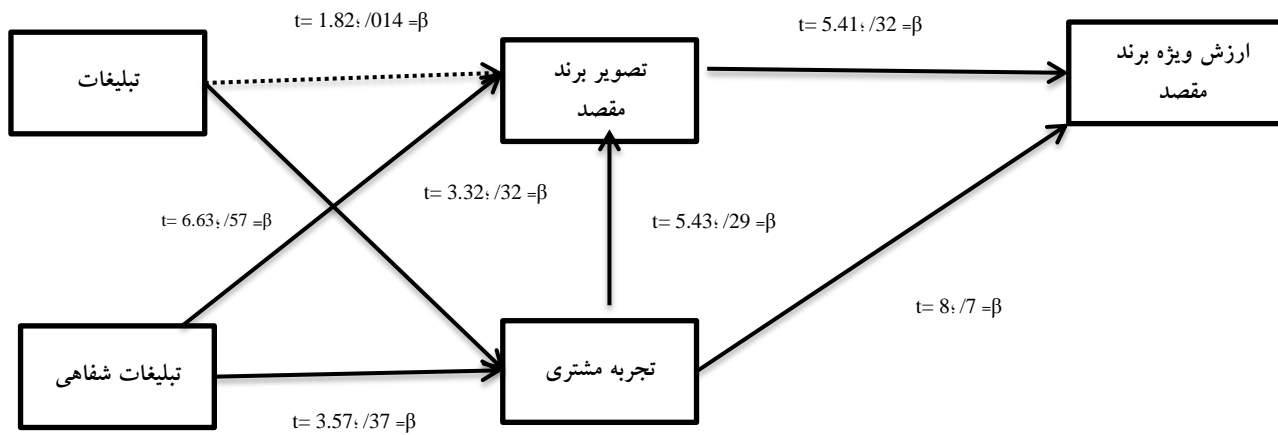 t= 1.82؛ /014 =β
t= 5.41؛ /32 =β
تبلیغات
تصویر برند
مقصد
ارزش ویژه برند
مقصد
t= 6.63؛ /57 =β
t= 3.32؛ /32 =β
t= 5.43؛ /29 =β
t= 8؛ /7 =β
تبلیغات شفاهی
تجربه مشتری
t= 3.57؛ /37 =β